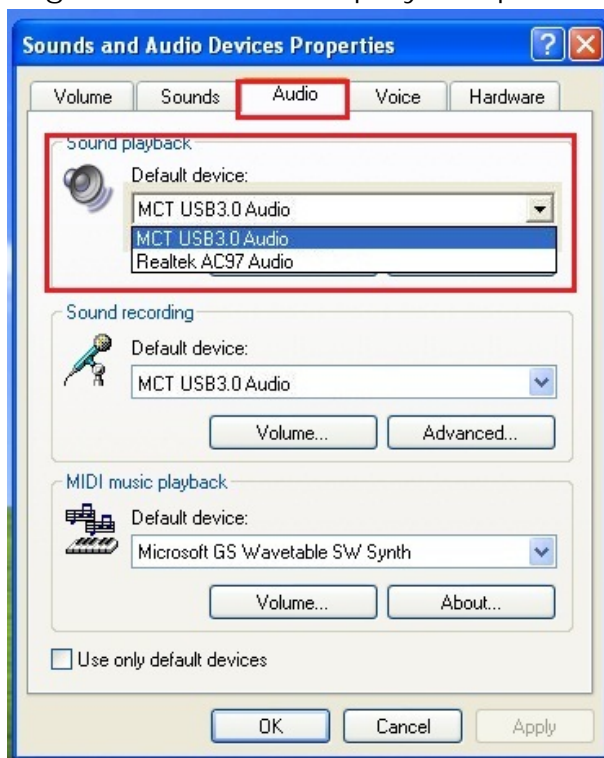 Sounds and Audio Devices Properties
Volume Sounds Audio Voice Hardware
Sound playback
Default device:
MCT USB3.0 Audio
MCT USB3.0 Audio
Realtek AC97 Audio
Sound recording
Default device:
MCT USB3.0 Audio
Volume... Advanced...
MIDI music playback
Default device:
Microsoft GS Wavetable SW Synth
Volume... About...
Use only default devices
OK Cancel Apply